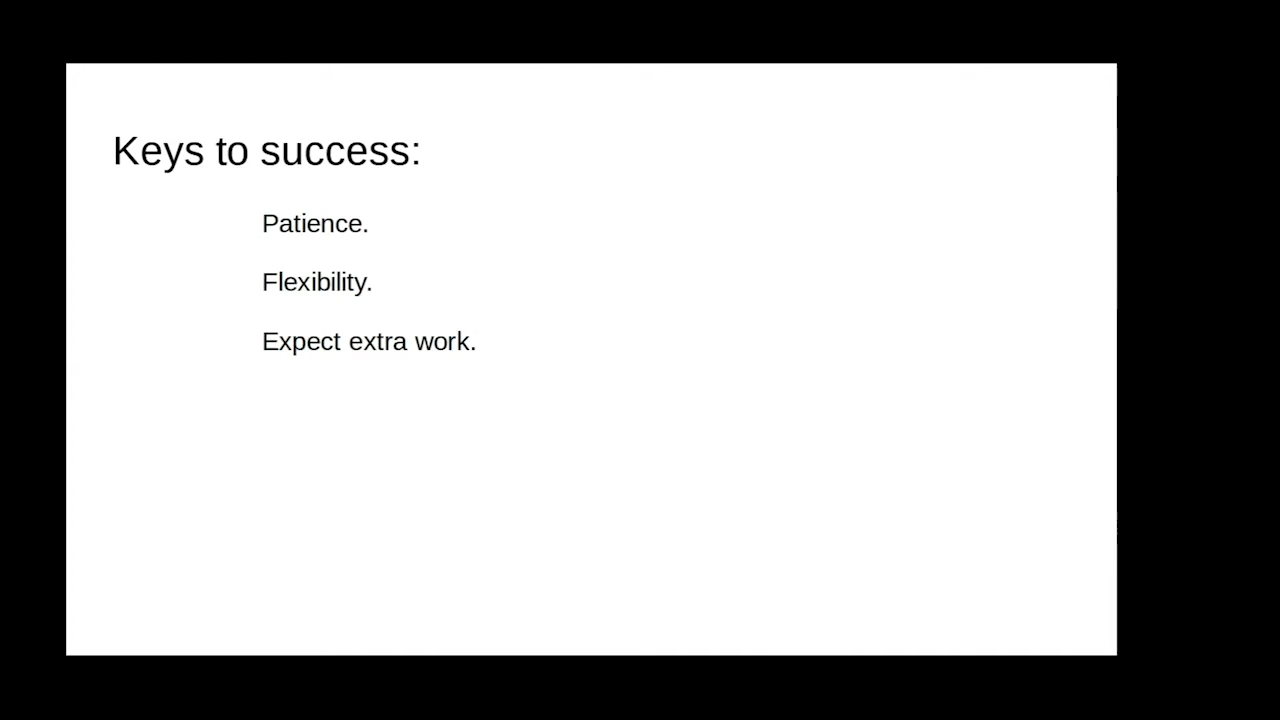 Keys to success:
Patience.
Flexibility.
Expect extra work.